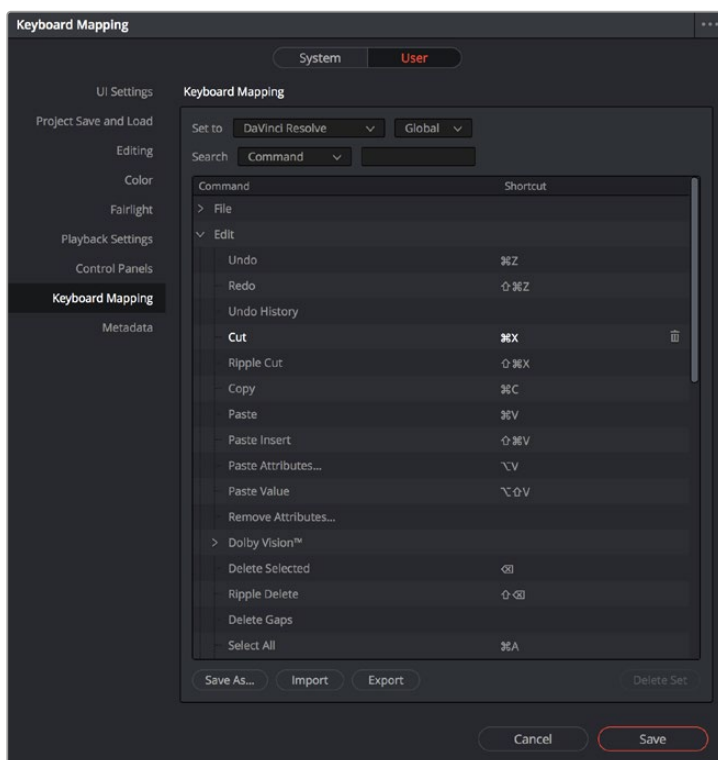 Keyboard Mapping
System User
UI Settings
Project Save and Load
Editing
Color
Fairlight
Playback Settings
Control Panels
Keyboard Mapping
Metadata
Keyboard Mapping
Set to DaVinci Resolve Global
Search Command
Command Shortcut
File
Edit
Undo ⌘Z
Redo ⇧⌘Z
Undo History
Cut ⌘X
Ripple Cut ⇧⌘X
Copy ⌘C
Paste ⌘V
Paste Insert ⇧⌘V
Paste Attributes... ⌥V
Paste Value ⌥⇧V
Remove Attributes...
Dolby Vision™
Delete Selected ⌫
Ripple Delete ⇧⌫
Delete Gaps
Select All ⌘A
Save As... Import Export Delete Set
Cancel Save